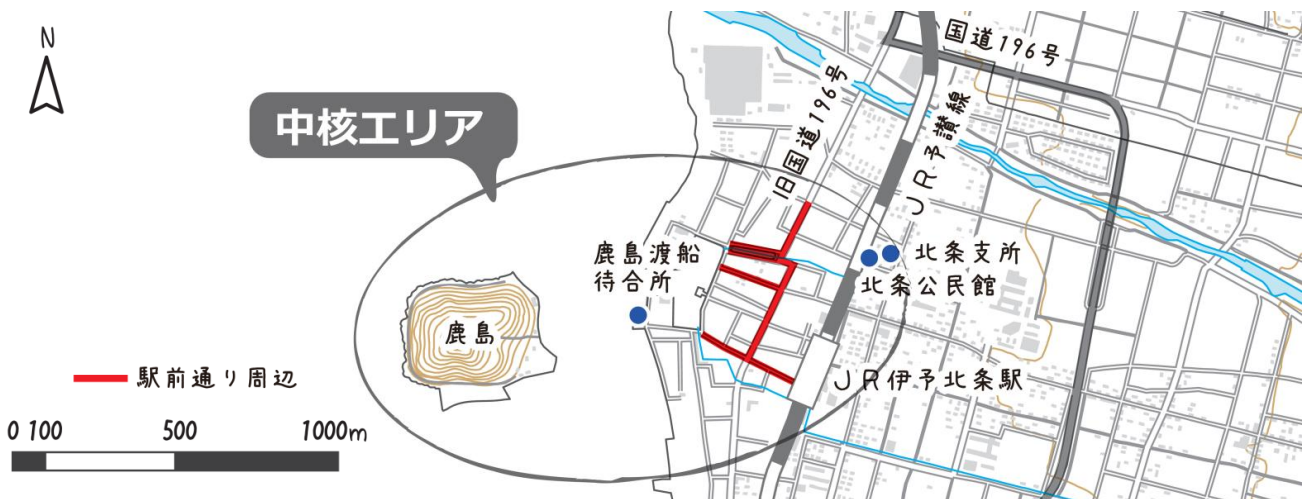 N
中核エリア
国道196号
旧国道196号
JR予讃線
鹿島渡船
待合所
北条支所
北条公民館
鹿島
駅前通り周辺
JR伊予北条駅
0 100 500 1000m